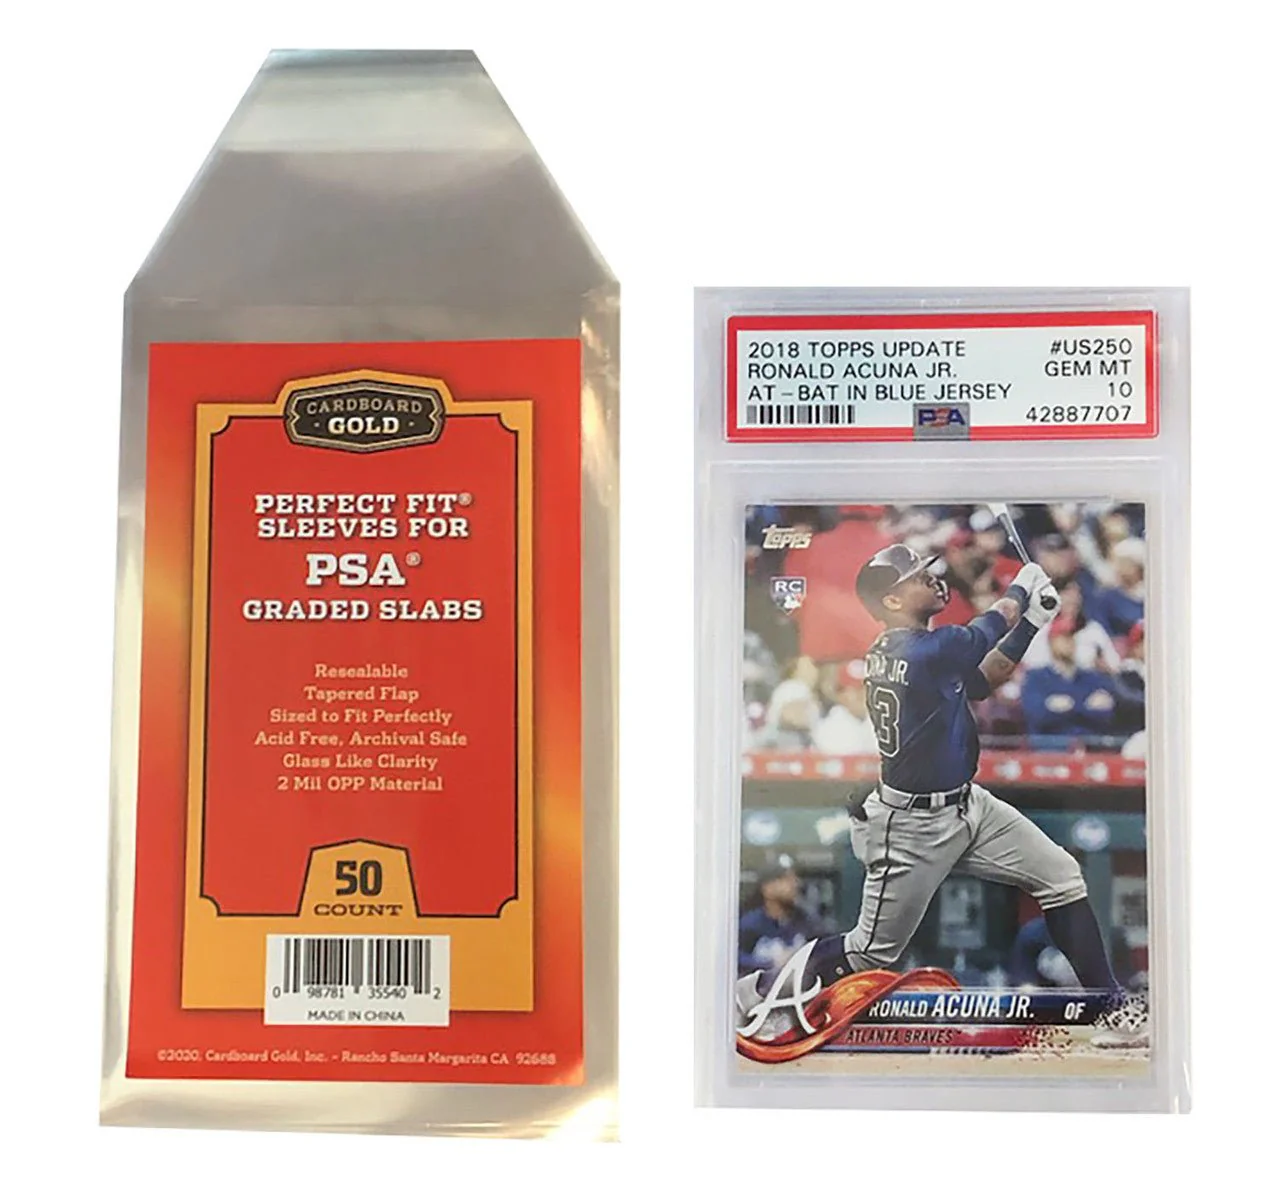 CARDBOARD
GOLD
PERFECT FIT®
SLEEVES FOR
PSA®
GRADED SLABS
Resealable
Tapered Flap
Sized to Fit Perfectly
Acid Free, Archival Safe
Glass Like Clarity
2 Mil OPP Material
50
COUNT
0 98781 35540 2
MADE IN CHINA
©2020, Cardboard Gold, Inc. - Rancho Santa Margarita CA 92688
2018 TOPPS UPDATE #US250
RONALD ACUNA JR. GEM MT
AT-BAT IN BLUE JERSEY 10
PSA 42887707
Topps
RC
JR.
13
A
RONALD ACUNA JR. OF
ATLANTA BRAVES™